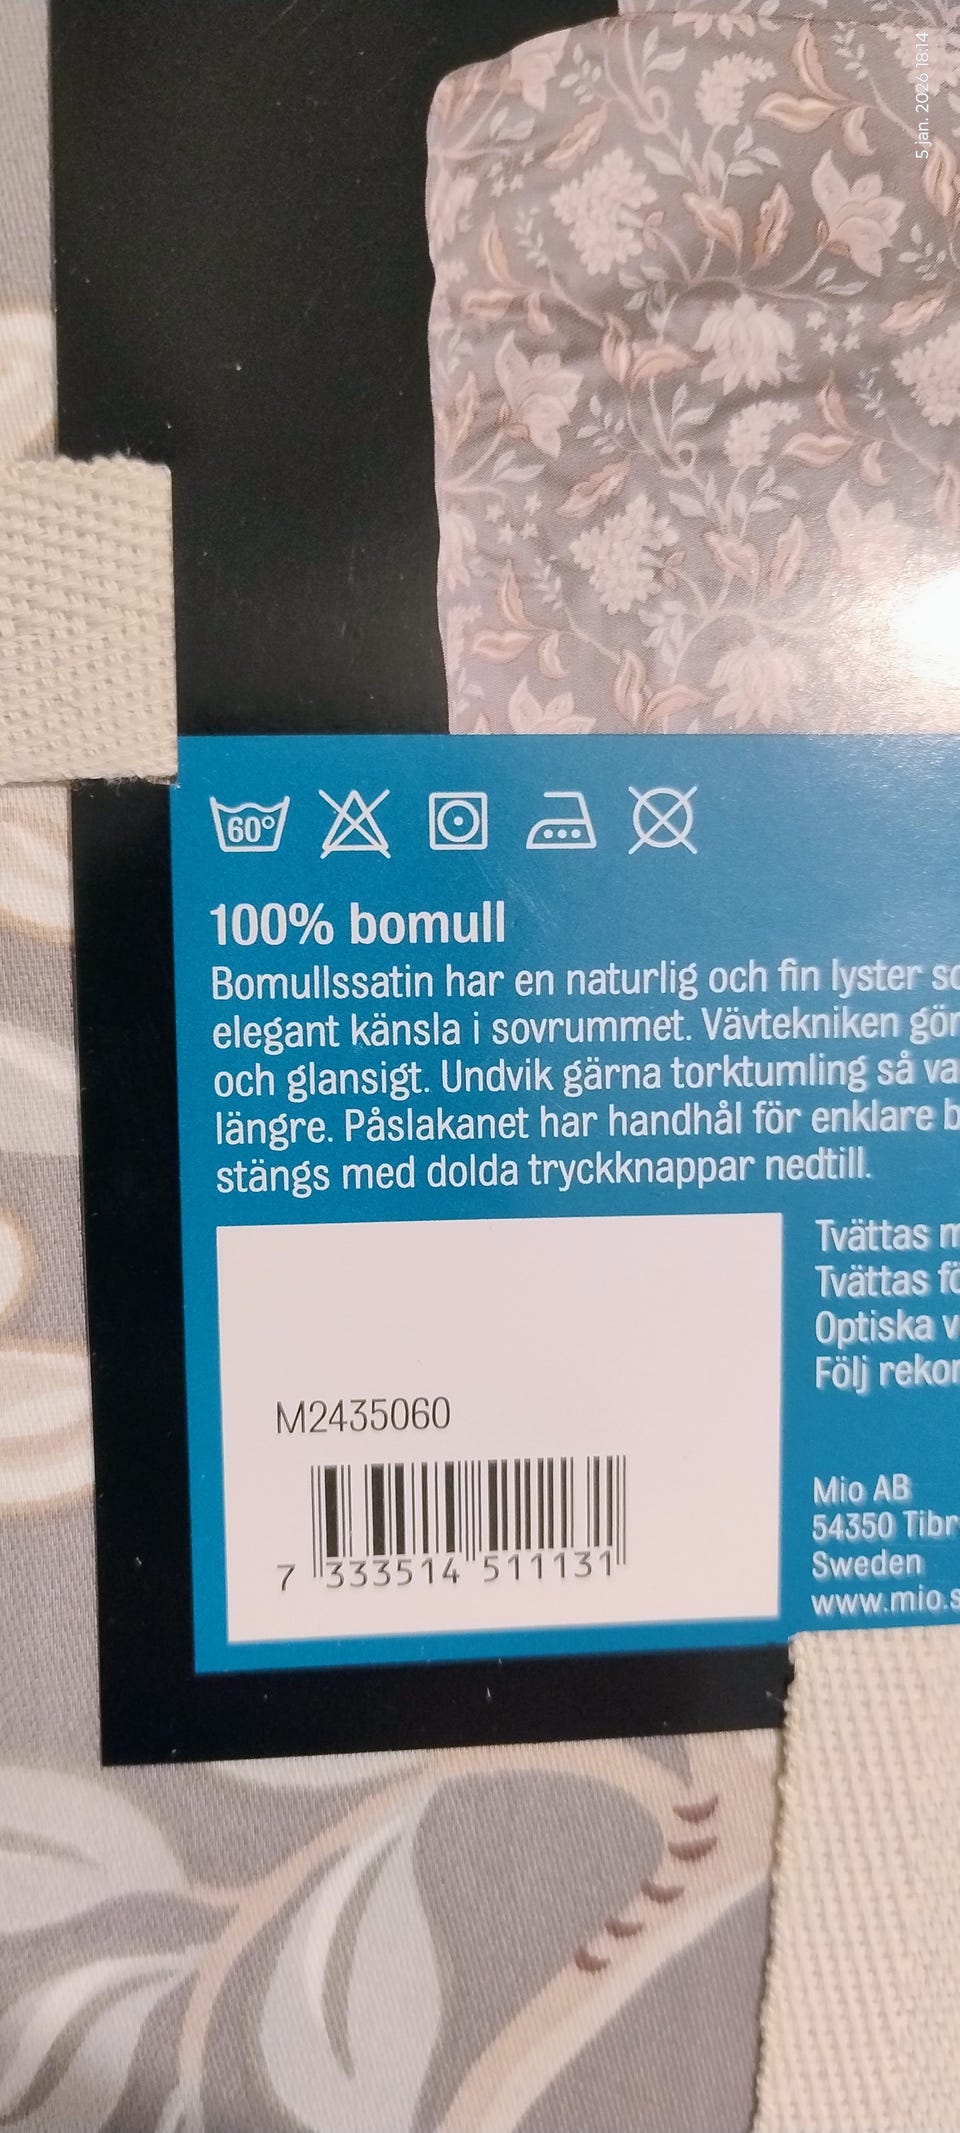 5 jan. 2026 18:14
60°
100% bomull
Bomullssatin har en naturlig och fin lyster
elegant känsla i sovrummet. Vävtekniken gör
och glansigt. Undvik gärna torktumling så
längre. Påslakanet har handhål för enklare
stängs med dolda tryckknappar nedtill.
Tvättas
Tvättas
Optiska
Följ
M2435060
7 333514 511131
Mio AB
54350
Sweden